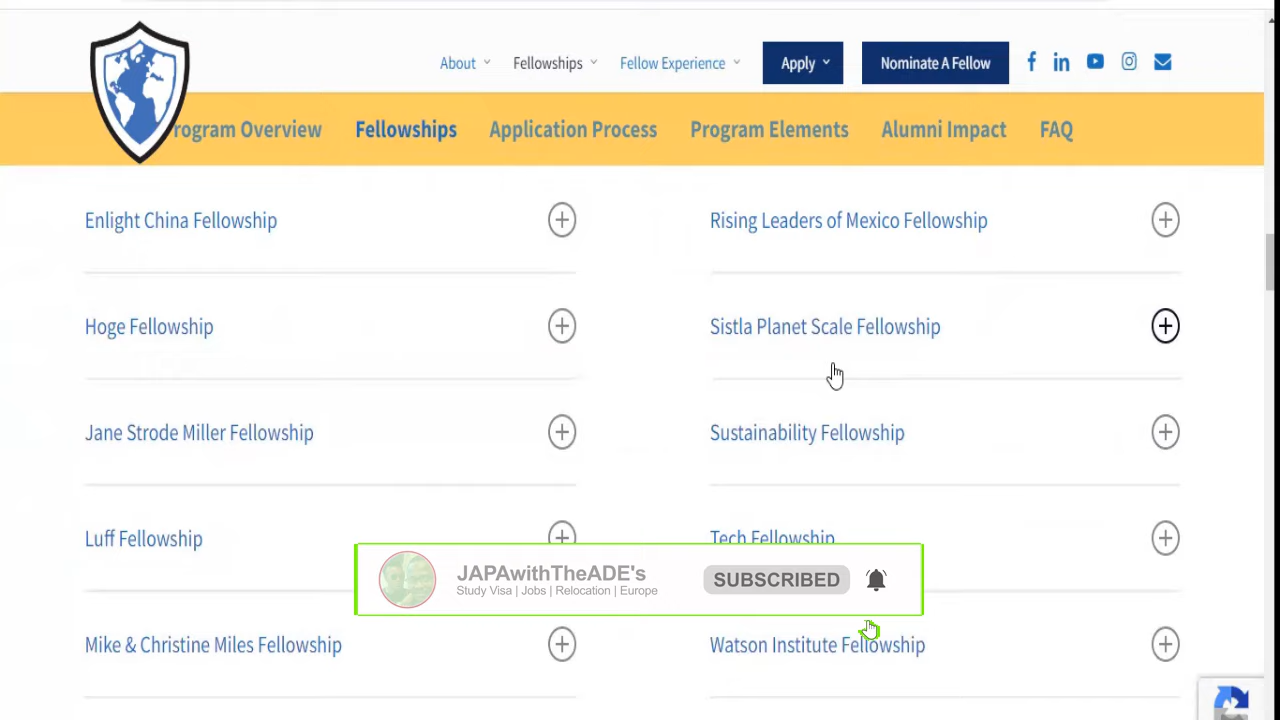 About
Fellowships
Fellow Experience
Apply
Nominate A Fellow
rogram Overview
Fellowships
Application Process
Program Elements
Alumni Impact
FAQ
Enlight China Fellowship
Rising Leaders of Mexico Fellowship
Hoge Fellowship
Sistla Planet Scale Fellowship
Jane Strode Miller Fellowship
Sustainability Fellowship
Luff Fellowship
Tech Fellowship
JAPAwithTheADE's
Study Visa | Jobs | Relocation | Europe
SUBSCRIBED
Mike & Christine Miles Fellowship
Watson Institute Fellowship